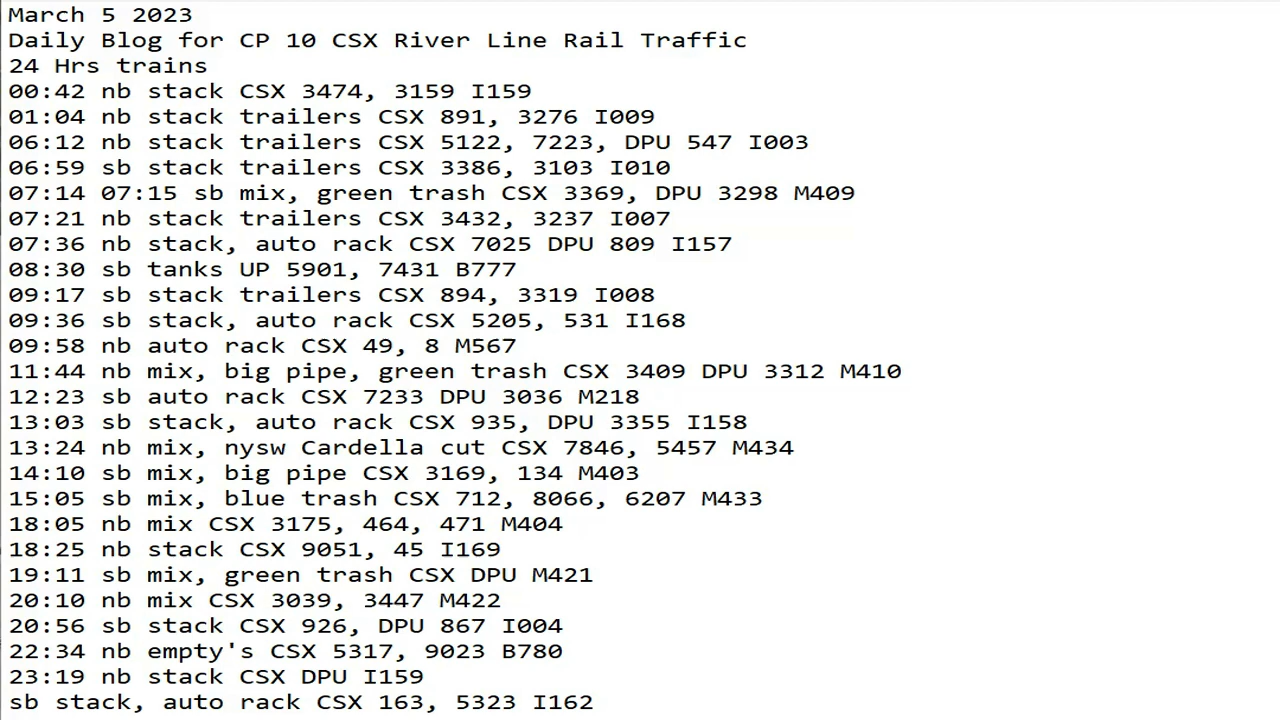 March 5 2023
Daily Blog for CP 10 CSX River Line Rail Traffic
24 Hrs trains
00:42 nb stack CSX 3474, 3159 I159
01:04 nb stack trailers CSX 891, 3276 I009
06:12 nb stack trailers CSX 5122, 7223, DPU 547 I003
06:59 sb stack trailers CSX 3386, 3103 I010
07:14 07:15 sb mix, green trash CSX 3369, DPU 3298 M409
07:21 nb stack trailers CSX 3432, 3237 I007
07:36 nb stack, auto rack CSX 7025 DPU 809 I157
08:30 sb tanks UP 5901, 7431 B777
09:17 sb stack trailers CSX 894, 3319 I008
09:36 sb stack, auto rack CSX 5205, 531 I168
09:58 nb auto rack CSX 49, 8 M567
11:44 nb mix, big pipe, green trash CSX 3409 DPU 3312 M410
12:23 sb auto rack CSX 7233 DPU 3036 M218
13:03 sb stack, auto rack CSX 935, DPU 3355 I158
13:24 nb mix, nysw Cardella cut CSX 7846, 5457 M434
14:10 sb mix, big pipe CSX 3169, 134 M403
15:05 sb mix, blue trash CSX 712, 8066, 6207 M433
18:05 nb mix CSX 3175, 464, 471 M404
18:25 nb stack CSX 9051, 45 I169
19:11 sb mix, green trash CSX DPU M421
20:10 nb mix CSX 3039, 3447 M422
20:56 sb stack CSX 926, DPU 867 I004
22:34 nb empty's CSX 5317, 9023 B780
23:19 nb stack CSX DPU I159
sb stack, auto rack CSX 163, 5323 I162